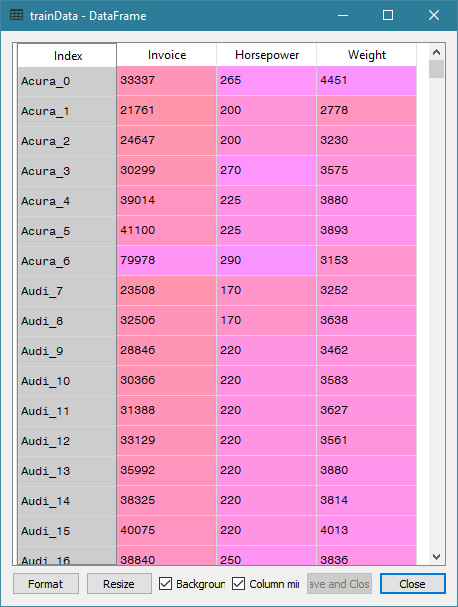 trainData - DataFrame
Index Invoice Horsepower Weight
Acura_0 33337 265 4451
Acura_1 21761 200 2778
Acura_2 24647 200 3230
Acura_3 30299 270 3575
Acura_4 39014 225 3880
Acura_5 41100 225 3893
Acura_6 79978 290 3153
Audi_7 23508 170 3252
Audi_8 32506 170 3638
Audi_9 28846 220 3462
Audi_10 30366 220 3583
Audi_11 31388 220 3627
Audi_12 33129 220 3561
Audi_13 35992 220 3880
Audi_14 38325 220 3814
Audi_15 40075 220 4013
Audi_16 38840 250 3836
Format Resize Backgroun Column mi ave and Clos Close